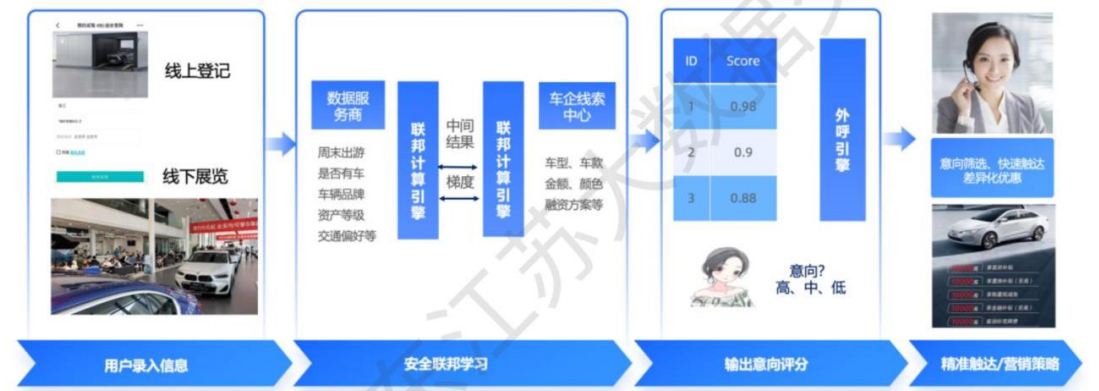 线上登记
线下展览
数据服
务商
周末出游
是否有车
车辆品牌
资产等级
交通偏好等
联邦计算引擎
中间
结果
梯度
联邦计算引擎
车企线索
中心
车型、车款
金额、颜色
融资方案等
ID Score
1 0.98
2 0.9
3 0.88
意向?
高、中、低
外呼引擎
意向筛选、快速触达
差异化优惠
用户录入信息
安全联邦学习
输出意向评分
精准触达/营销策略